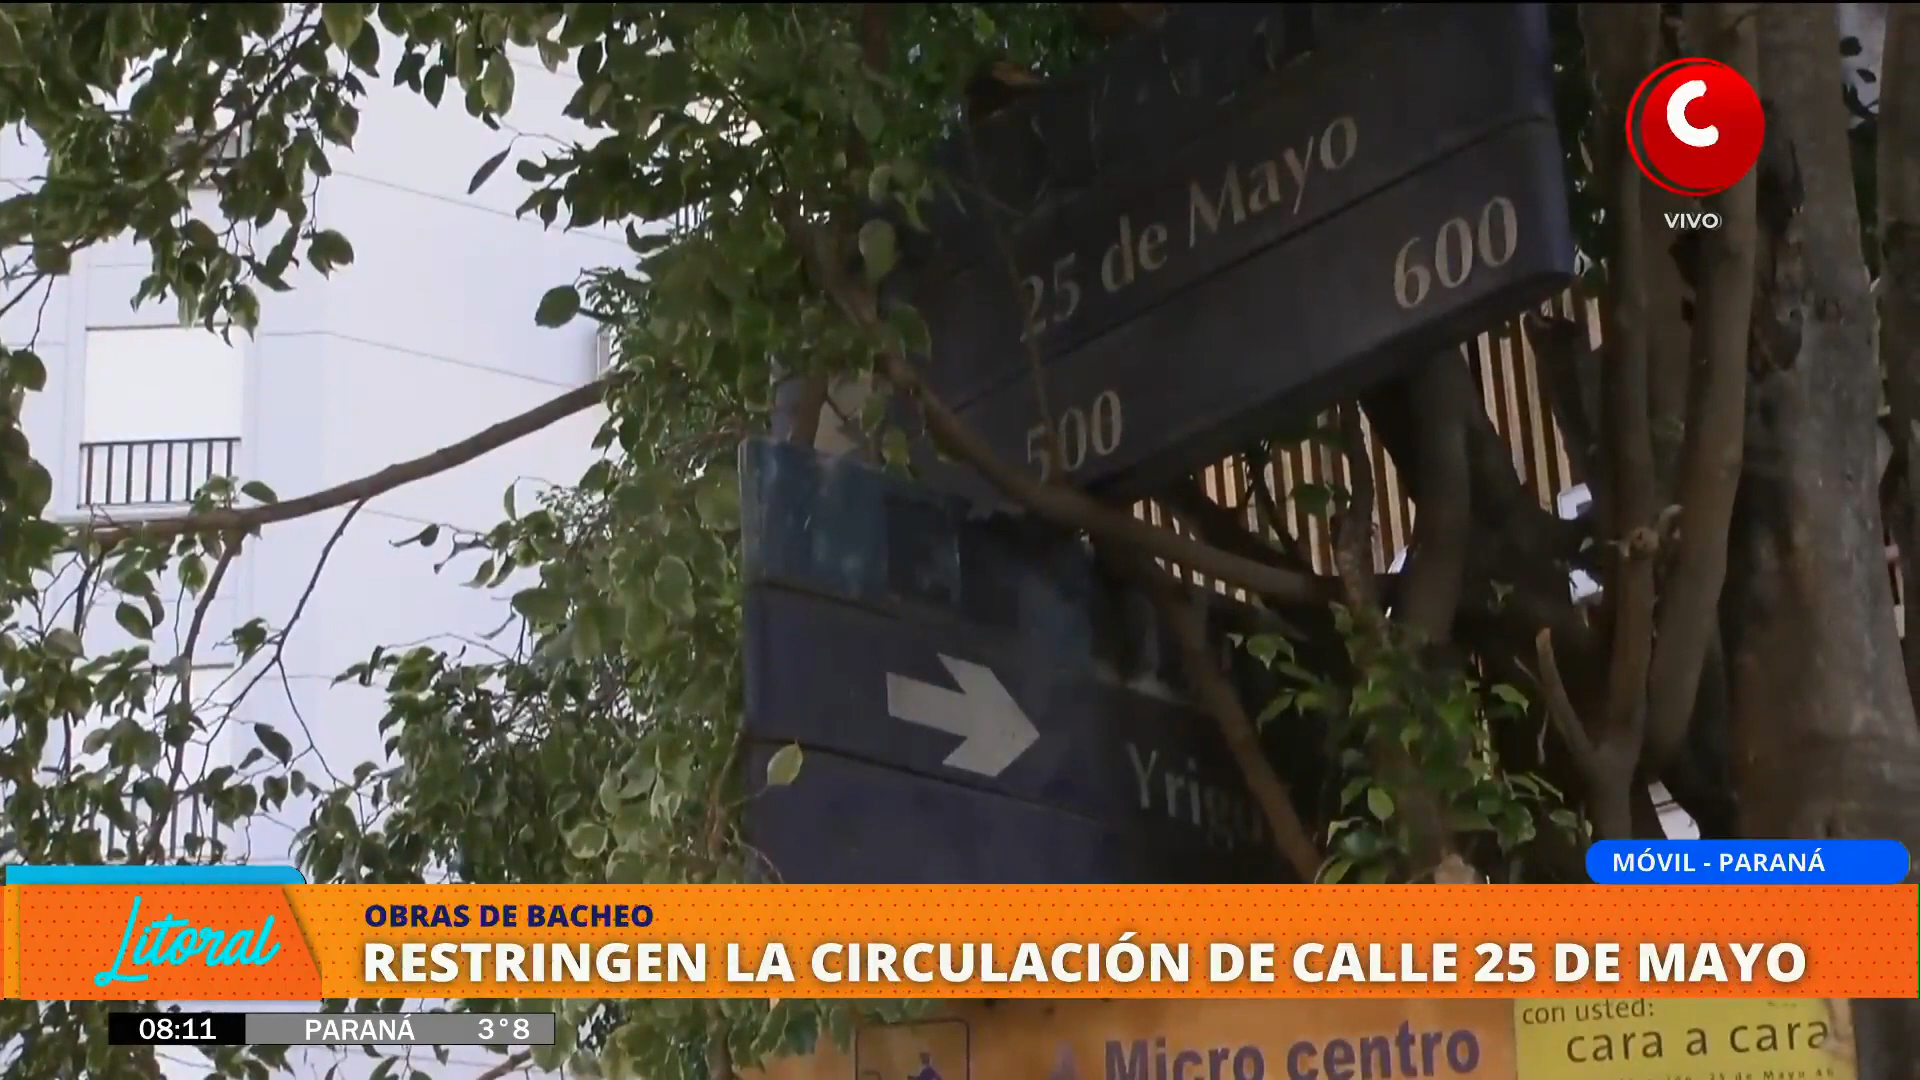 25 de Mayo
600
500
C
VIVO
MÓVIL - PARANÁ
OBRAS DE BACHEO
Litoral
RESTRINGEN LA CIRCULACIÓN DE CALLE 25 DE MAYO
08:11 PARANÁ 3°8
con usted:
cara a cara
Micro centro